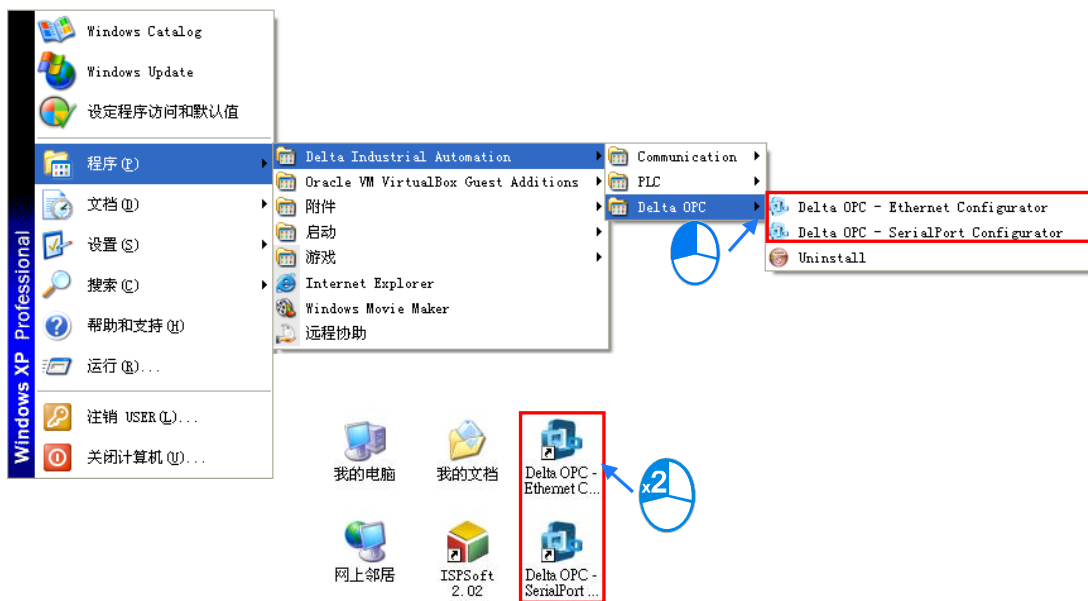 Windows Catalog
Windows Update
设定程序访问和默认值
程序(P)
文档(D)
设置(S)
搜索(C)
帮助和支持(H)
运行(R)...
注销 USER(L)...
关闭计算机(U)...
Windows XP Professional
Delta Industrial Automation
Oracle VM VirtualBox Guest Additions
附件
启动
游戏
Internet Explorer
Windows Movie Maker
远程协助
Communication
PLC
Delta OPC
Delta OPC - Ethernet Configurator
Delta OPC - SerialPort Configurator
Uninstall
我的电脑
我的文档
Delta OPC -
Ethernet C...
x2
网上邻居
ISPSoft
2.02
Delta OPC -
SerialPort ...